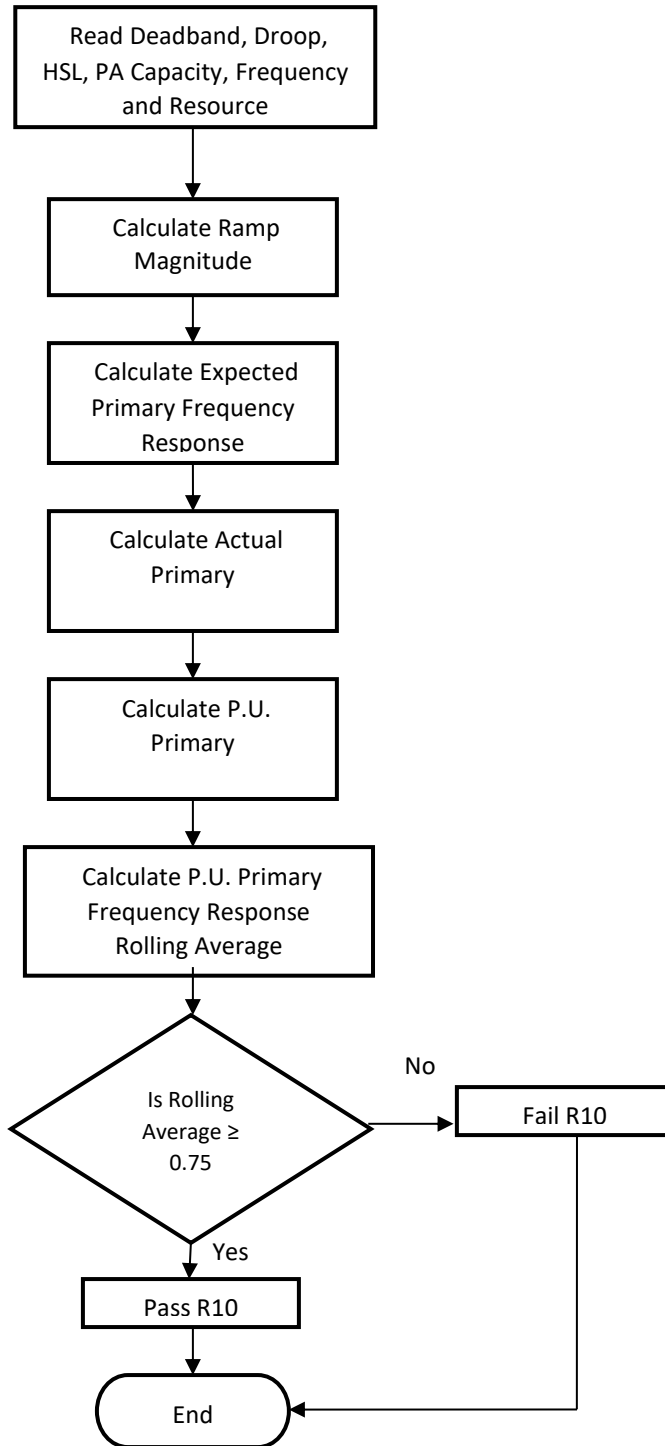 Read Deadband, Droop,
HSL, PA Capacity, Frequency
and Resource
Calculate Ramp
Magnitude
Calculate Expected
Primary Frequency
Response
Calculate Actual
Primary
Calculate P.U.
Primary
Calculate P.U. Primary
Frequency Response
Rolling Average
Is Rolling
Average ≥
0.75
No
Fail R10
Yes
Pass R10
End